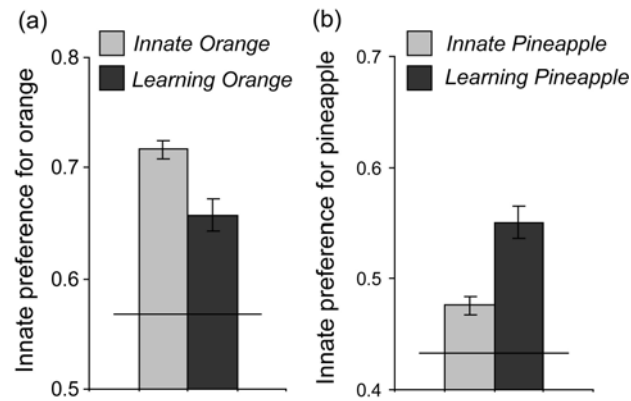 (a)
Innate Orange
Learning Orange
Innate preference for orange
0.8
0.7
0.6
0.5
(b)
Innate Pineapple
Learning Pineapple
Innate preference for pineapple
0.7
0.6
0.5
0.4